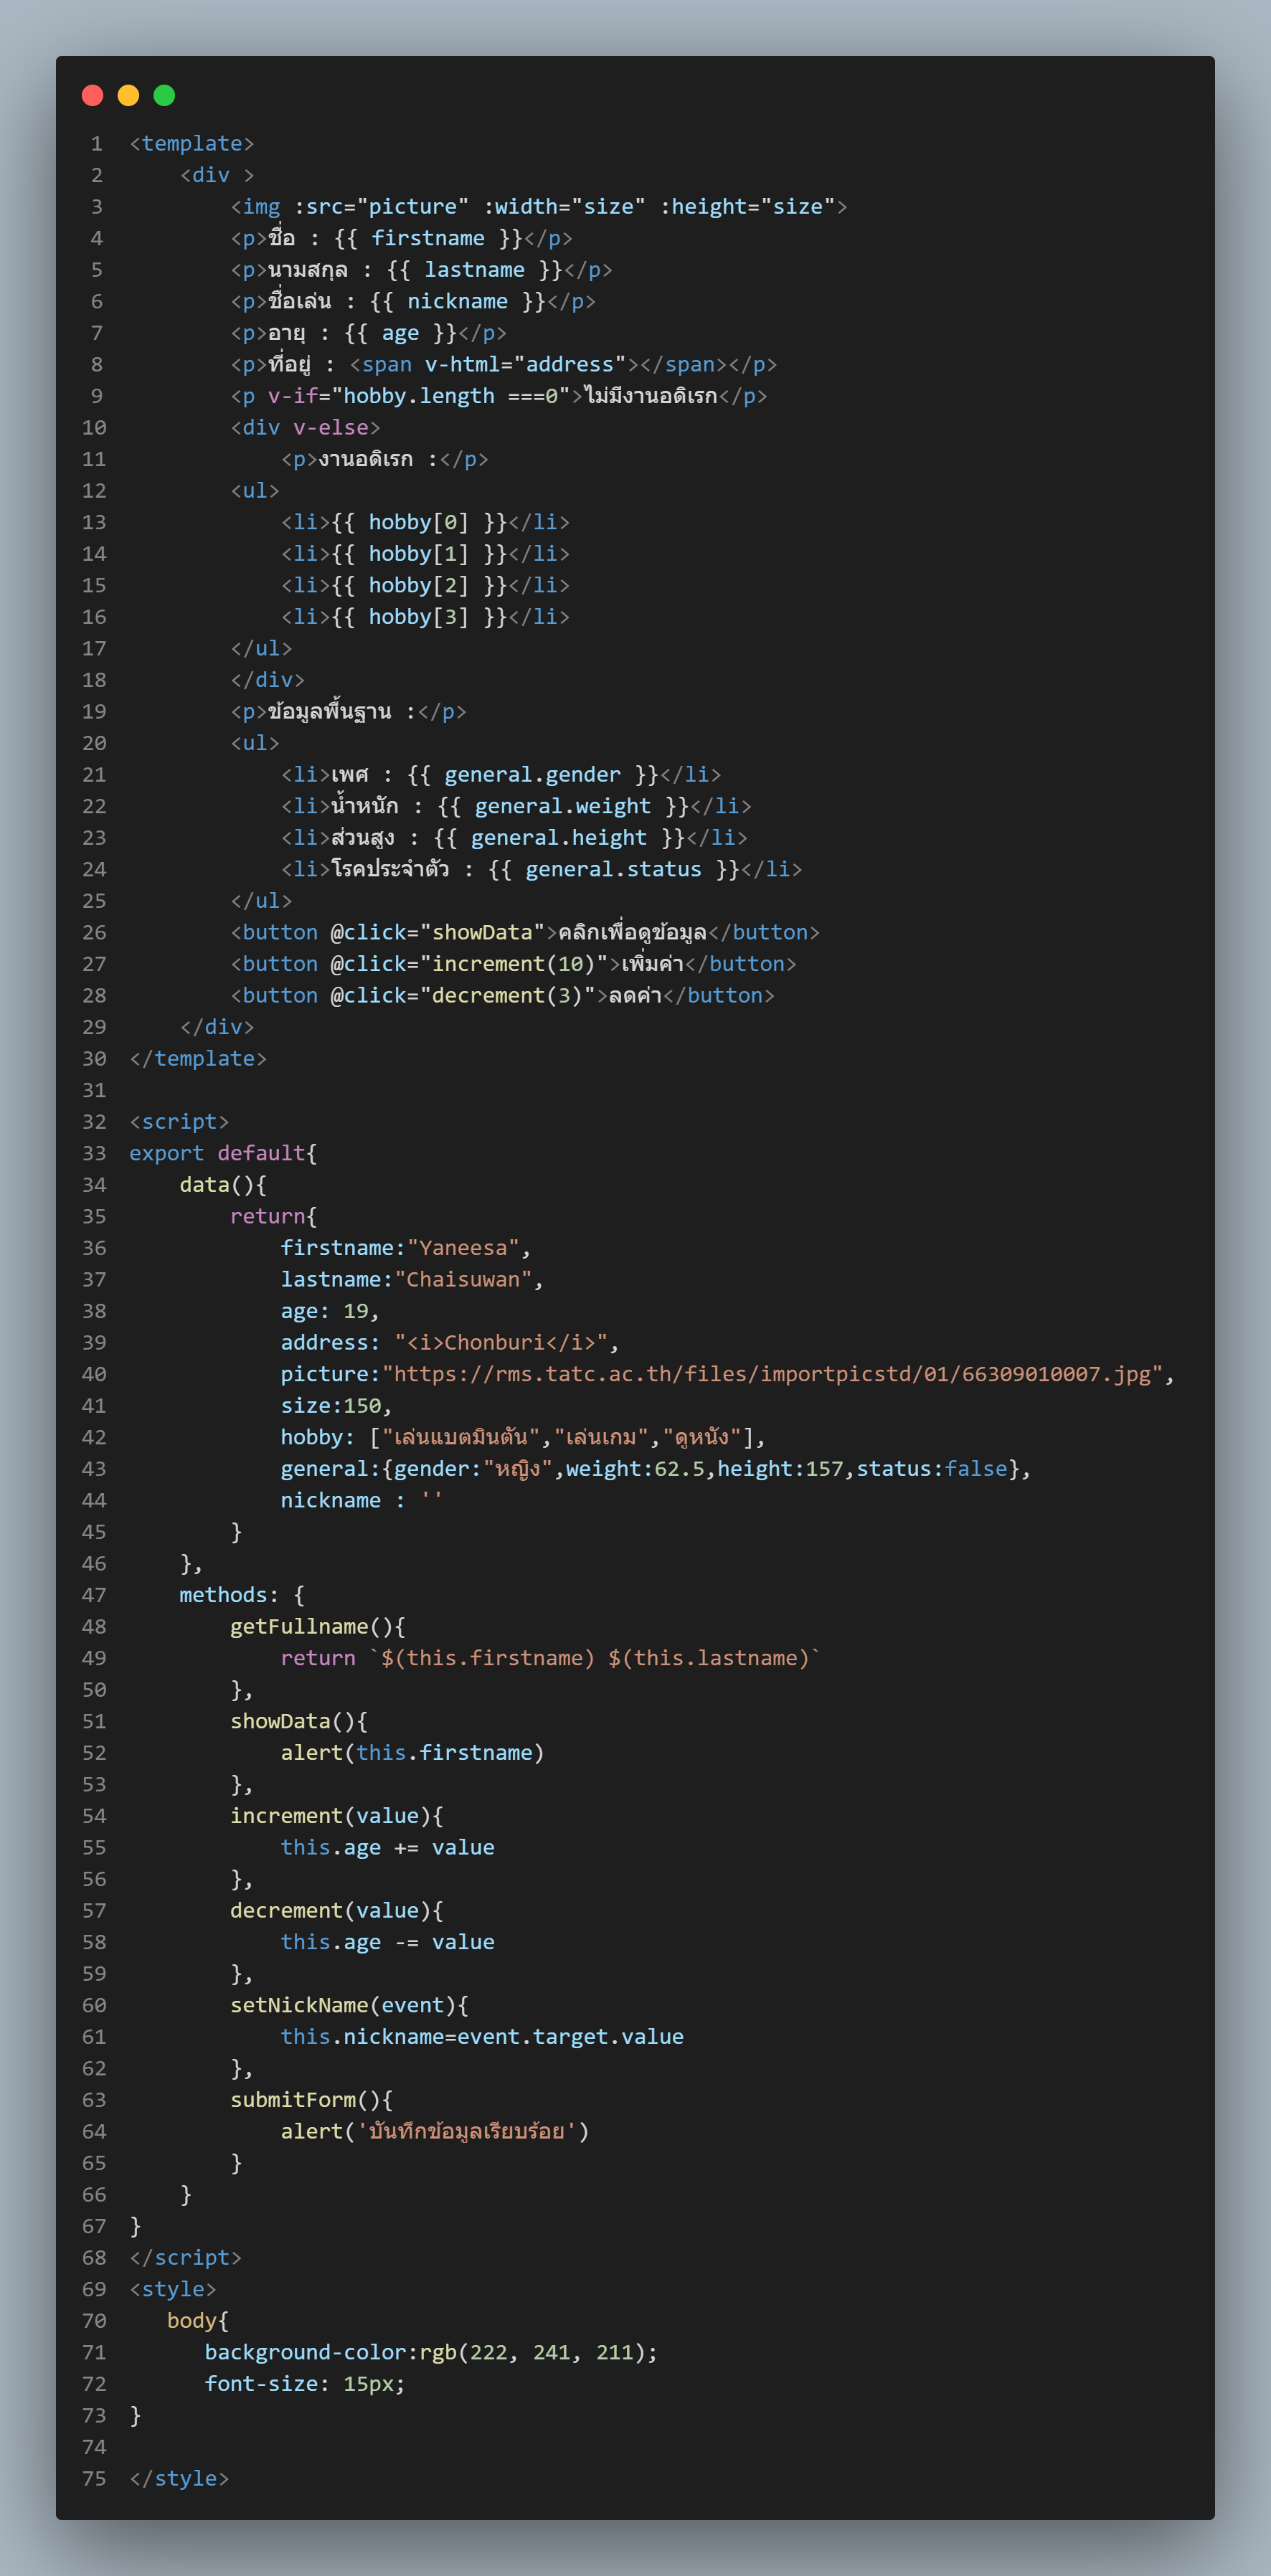 1 <template>
2     <div >
3         <img :src="picture" :width="size" :height="size">
4         <p>ชื่อ : {{ firstname }}</p>
5         <p>นามสกุล : {{ lastname }}</p>
6         <p>ชื่อเล่น : {{ nickname }}</p>
7         <p>อายุ : {{ age }}</p>
8         <p>ที่อยู่ : <span v-html="address"></span></p>
9         <p v-if="hobby.length ===0">ไม่มีงานอดิเรก</p>
10         <div v-else>
11             <p>งานอดิเรก :</p>
12         <ul>
13             <li>{{ hobby[0] }}</li>
14             <li>{{ hobby[1] }}</li>
15             <li>{{ hobby[2] }}</li>
16             <li>{{ hobby[3] }}</li>
17         </ul>
18         </div>
19         <p>ข้อมูลพื้นฐาน :</p>
20         <ul>
21             <li>เพศ : {{ general.gender }}</li>
22             <li>น้ำหนัก : {{ general.weight }}</li>
23             <li>ส่วนสูง : {{ general.height }}</li>
24             <li>โรคประจำตัว : {{ general.status }}</li>
25         </ul>
26         <button @click="showData">คลิกเพื่อดูข้อมูล</button>
27         <button @click="increment(10)">เพิ่มค่า</button>
28         <button @click="decrement(3)">ลดค่า</button>
29     </div>
30 </template>
31
32 <script>
33 export default{
34     data(){
35         return{
36             firstname:"Yaneesa",
37             lastname:"Chaisuwan",
38             age: 19,
39             address: "<i>Chonburi</i>",
40             picture:"https://rms.tatc.ac.th/files/importpicstd/01/66309010007.jpg",
41             size:150,
42             hobby: ["เล่นแบตมินตัน","เล่นเกม","ดูหนัง"],
43             general:{gender:"หญิง",weight:62.5,height:157,status:false},
44             nickname : ''
45         }
46     },
47     methods: {
48         getFullname(){
49             return `$(this.firstname) $(this.lastname)`
50         },
51         showData(){
52             alert(this.firstname)
53         },
54         increment(value){
55             this.age += value
56         },
57         decrement(value){
58             this.age -= value
59         },
60         setNickName(event){
61             this.nickname=event.target.value
62         },
63         submitForm(){
64             alert('บันทึกข้อมูลเรียบร้อย')
65         }
66     }
67 }
68 </script>
69 <style>
70    body{
71       background-color:rgb(222, 241, 211);
72       font-size: 15px;
73 }
74
75 </style>